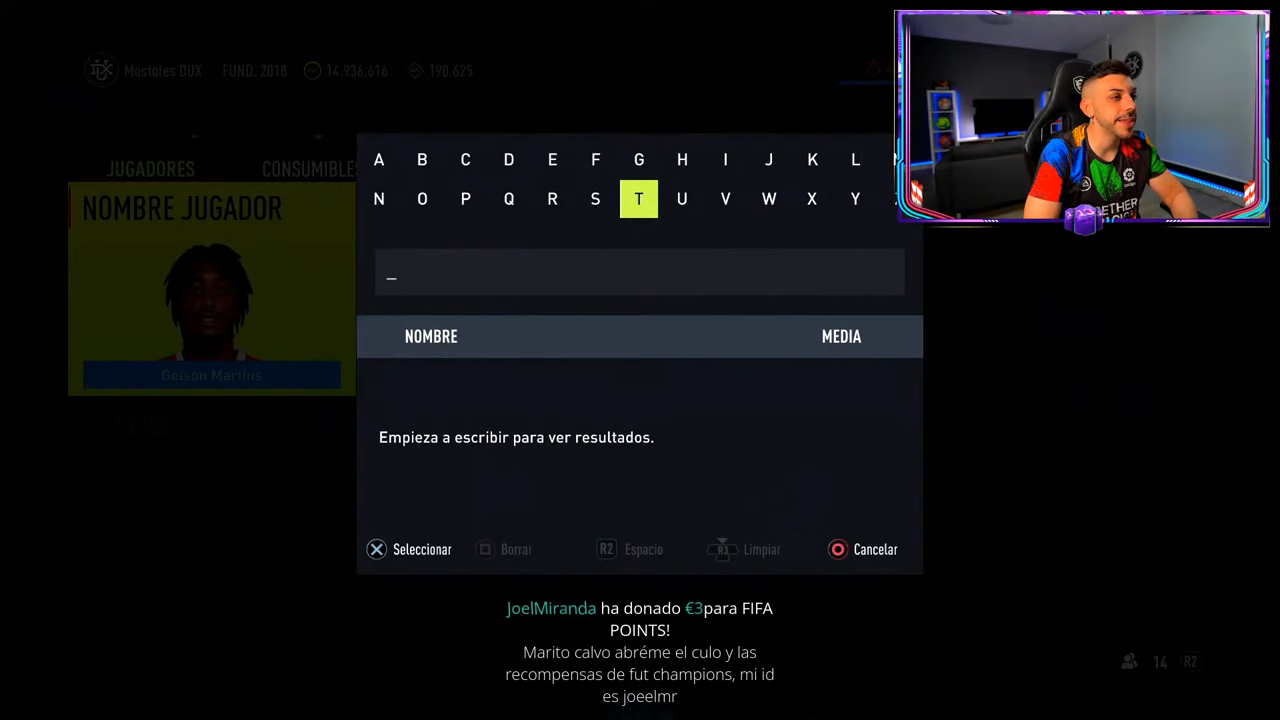 Mostoles DUX FUND. 2018 14.936.616 190.625
JUGADORES CONSUMIBLES
NOMBRE JUGADOR
Gelson Martins
A B C D E F G H I J K L
N O P Q R S T U V W X Y
_
NOMBRE MEDIA
Empieza a escribir para ver resultados.
Seleccionar Borrar R2 Espacio R3 Limpiar Cancelar
JoelMiranda ha donado €3para FIFA
POINTS!
Marito calvo abréme el culo y las
recompensas de fut champions, mi id
es joeelmr
14 R2